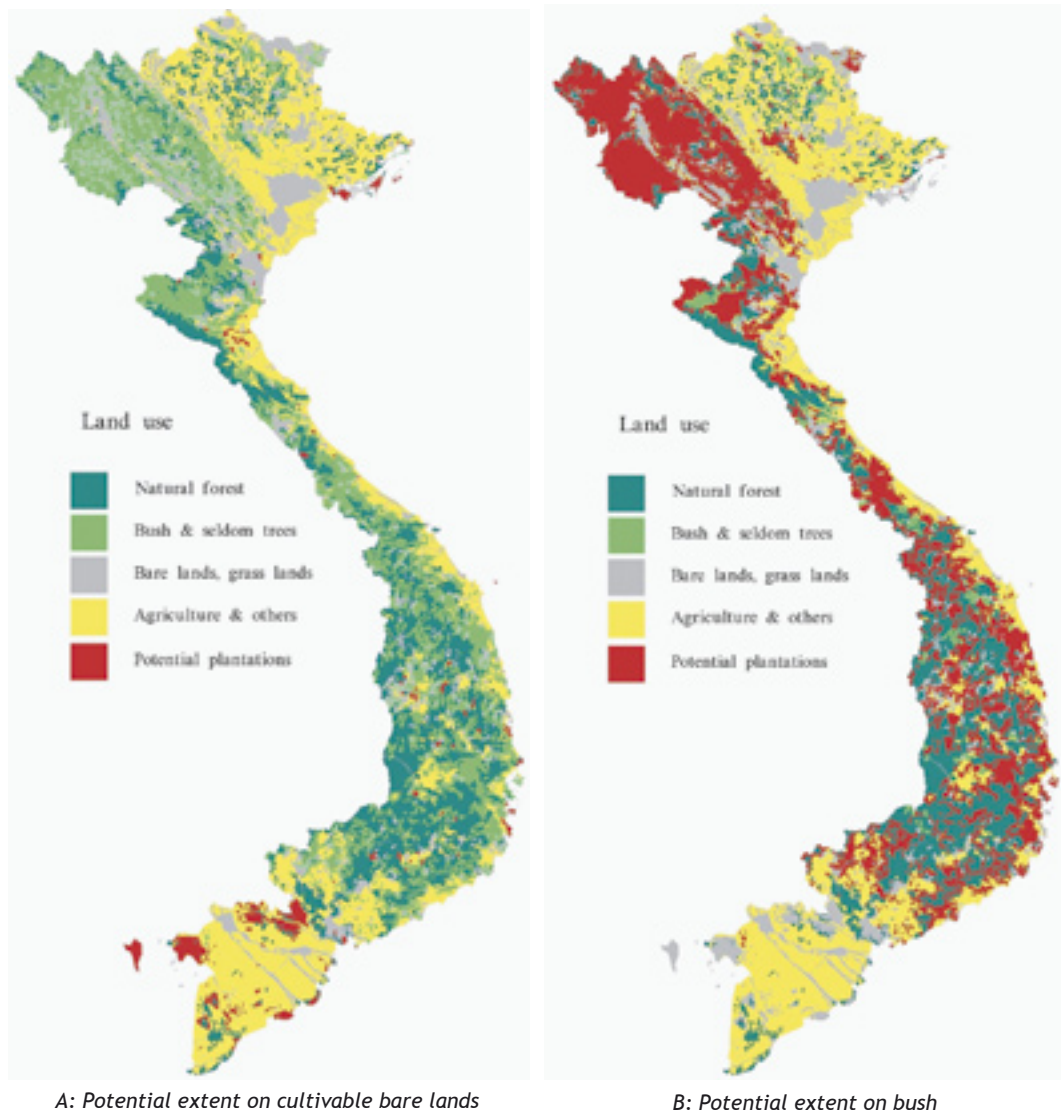 Land use
Natural forest
Bush & seldom trees
Bare lands, grass lands
Agriculture & others
Potential plantations
Land use
Natural forest
Bush & seldom trees
Bare lands, grass lands
Agriculture & others
Potential plantations
A: Potential extent on cultivable bare lands
B: Potential extent on bush